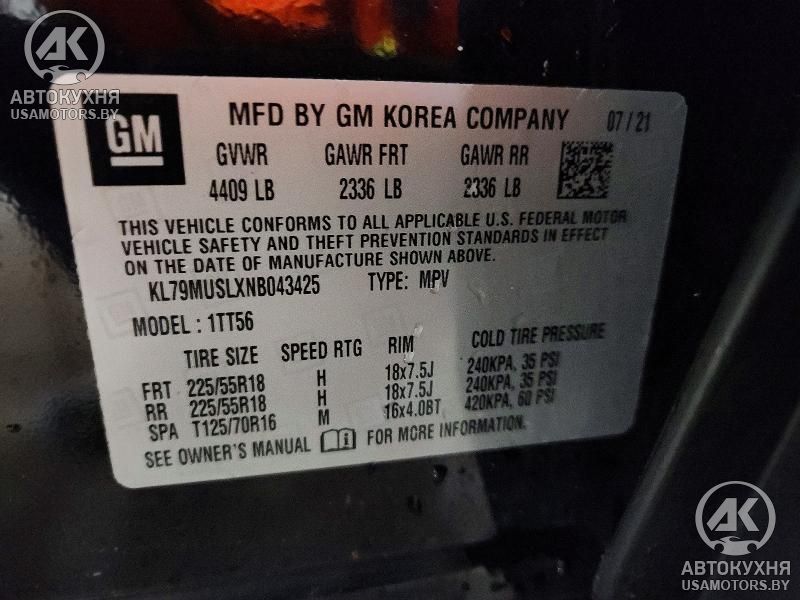 AK
АВТОКУХНЯ
USAMOTORS.BY
GM
MFD BY GM KOREA COMPANY 07/21
GVWR GAWR FRT GAWR RR
4409 LB 2336 LB 2336 LB
THIS VEHICLE CONFORMS TO ALL APPLICABLE U.S. FEDERAL MOTOR
VEHICLE SAFETY AND THEFT PREVENTION STANDARDS IN EFFECT
ON THE DATE OF MANUFACTURE SHOWN ABOVE.
KL79MUSLXNB043425 TYPE: MPV
MODEL : 1TT56
TIRE SIZE SPEED RTG RIM COLD TIRE PRESSURE
FRT 225/55R18 H 18x7.5J 240KPA, 35 PSI
RR 225/55R18 H 18x7.5J 240KPA, 35 PSI
SPA T125/70R16 M 16x4.0BT 420KPA, 60 PSI
SEE OWNER'S MANUAL FOR MORE INFORMATION.
AK
АВТОКУХНЯ
USAMOTORS.BY